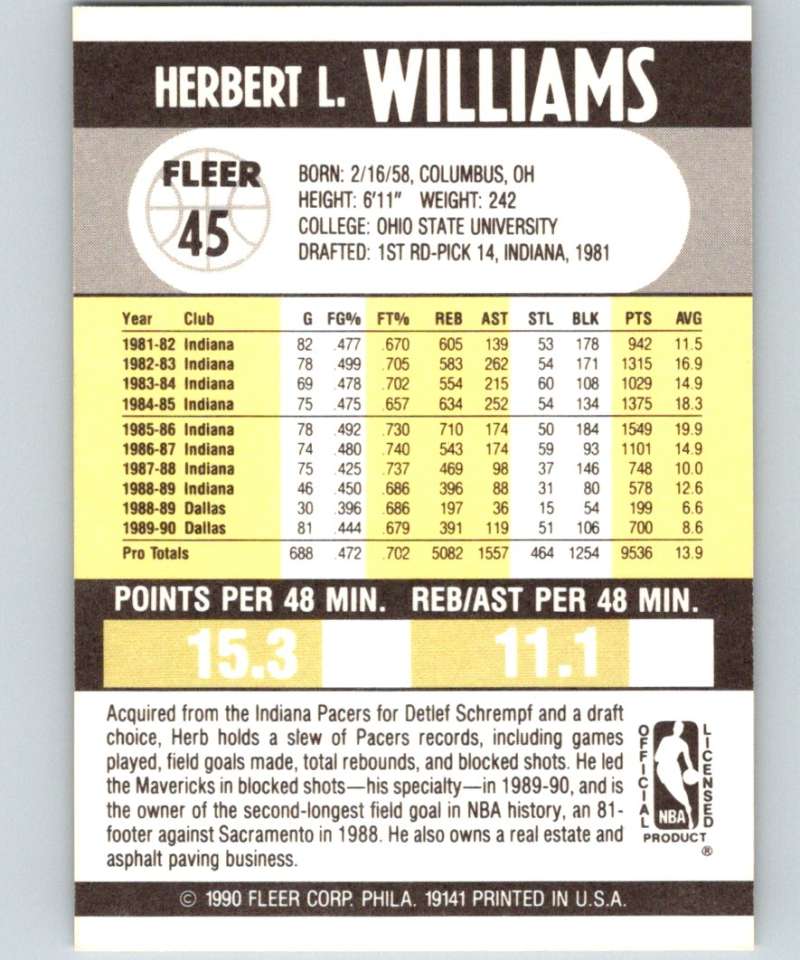 HERBERT L. WILLIAMS
FLEER
45
BORN: 2/16/58, COLUMBUS, OH
HEIGHT: 6'11" WEIGHT: 242
COLLEGE: OHIO STATE UNIVERSITY
DRAFTED: 1ST RD-PICK 14, INDIANA, 1981
Year Club G FG% FT% REB AST STL BLK PTS AVG
1981-82 Indiana 82 .477 .670 605 139 53 178 942 11.5
1982-83 Indiana 78 .499 .705 583 262 54 171 1315 16.9
1983-84 Indiana 69 .478 .702 554 215 60 108 1029 14.9
1984-85 Indiana 75 .475 .657 634 252 54 134 1375 18.3
1985-86 Indiana 78 .492 .730 710 174 50 184 1549 19.9
1986-87 Indiana 74 .480 .740 543 174 59 93 1101 14.9
1987-88 Indiana 75 .425 .737 469 98 37 146 748 10.0
1988-89 Indiana 46 .450 .686 396 88 31 80 578 12.6
1988-89 Dallas 30 .396 .686 197 36 15 54 199 6.6
1989-90 Dallas 81 .444 .679 391 119 51 106 700 8.6
Pro Totals 688 .472 .702 5082 1557 464 1254 9536 13.9
POINTS PER 48 MIN. REB/AST PER 48 MIN.
15.3 11.1
Acquired from the Indiana Pacers for Detlef Schrempf and a draft
choice, Herb holds a slew of Pacers records, including games
played, field goals made, total rebounds, and blocked shots. He led
the Mavericks in blocked shots—his specialty—in 1989-90, and is
the owner of the second-longest field goal in NBA history, an 81-
footer against Sacramento in 1988. He also owns a real estate and
asphalt paving business.
OFFICIAL
LICENSED
NBA
PRODUCT
®
© 1990 FLEER CORP. PHILA. 19141 PRINTED IN U.S.A.